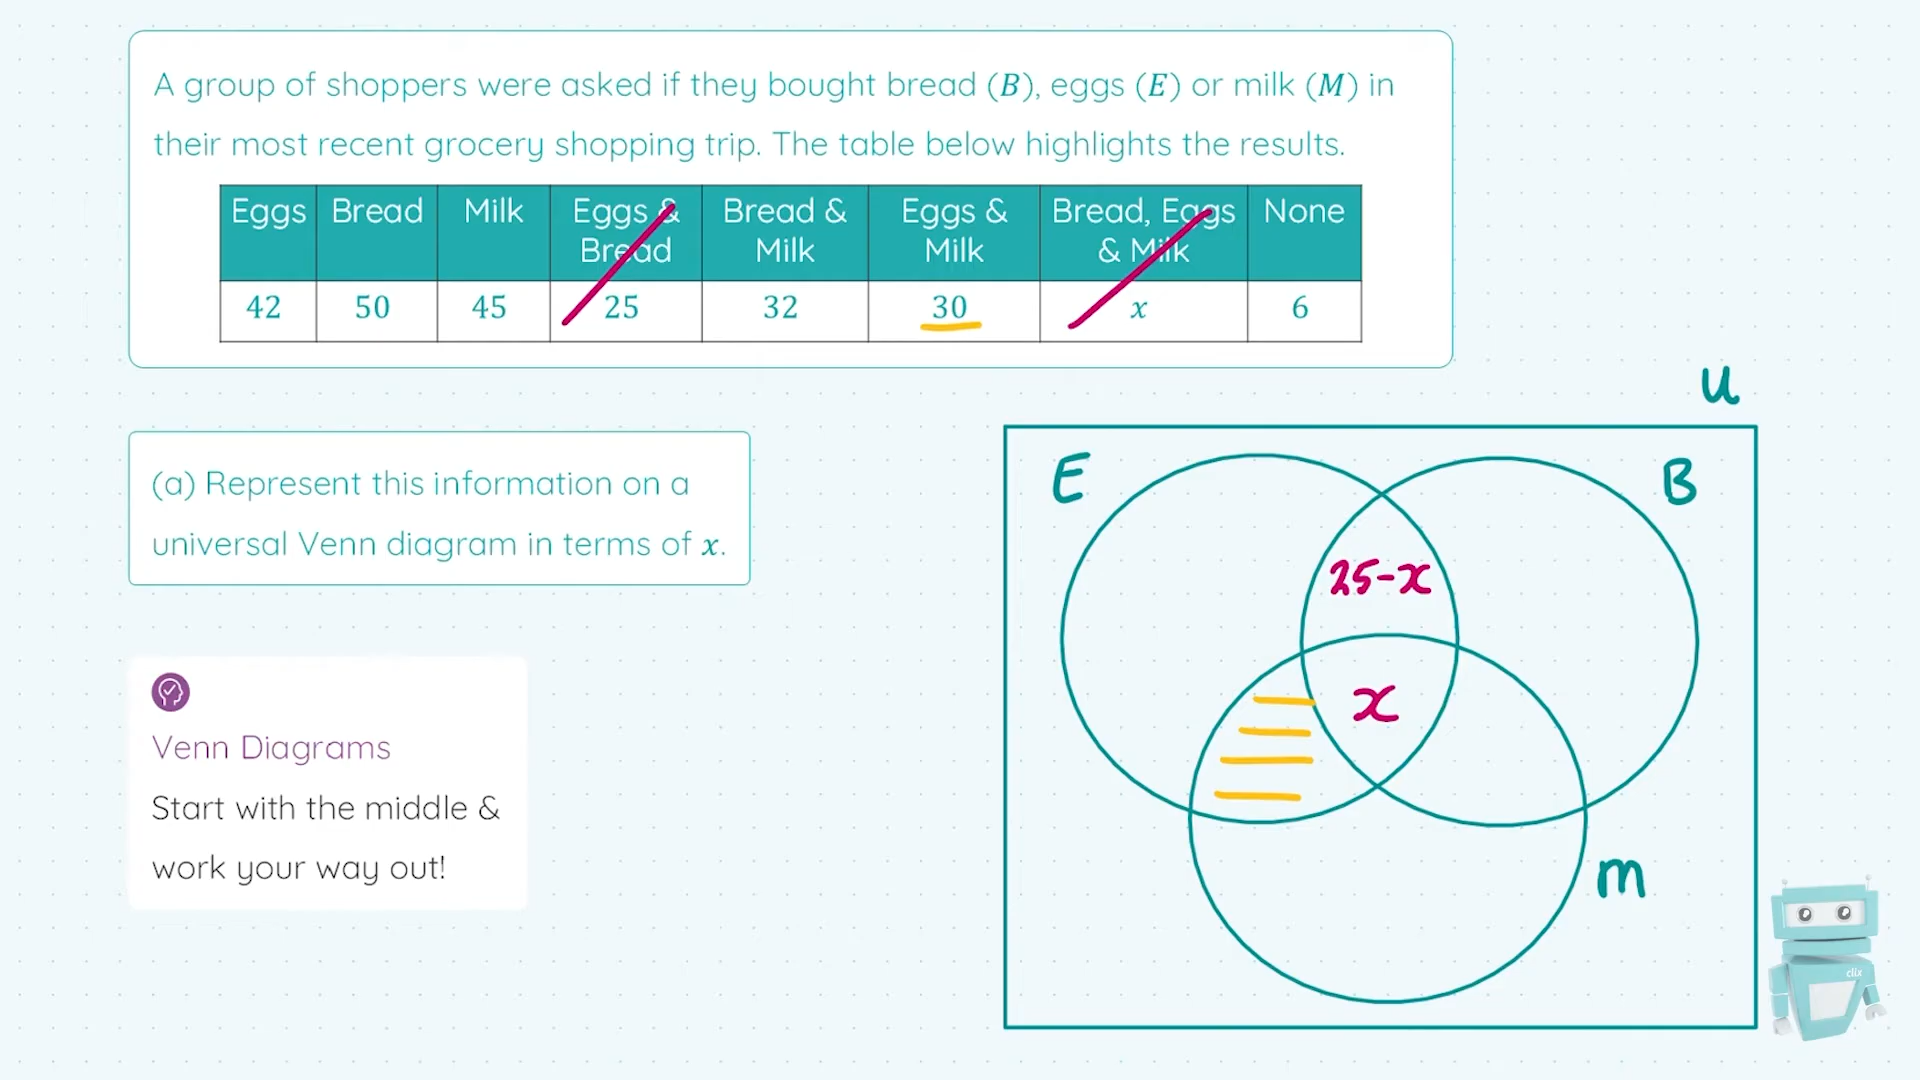 A group of shoppers were asked if they bought bread (B), eggs (E) or milk (M) in
their most recent grocery shopping trip. The table below highlights the results.
Eggs Bread Milk Eggs & Bread Bread & Milk Eggs & Milk Bread, Eggs & Milk None
42 50 45 25 32 30 x 6
(a) Represent this information on a
universal Venn diagram in terms of x.
Venn Diagrams
Start with the middle &
work your way out!
U
E
B
25-x
x
m
clix